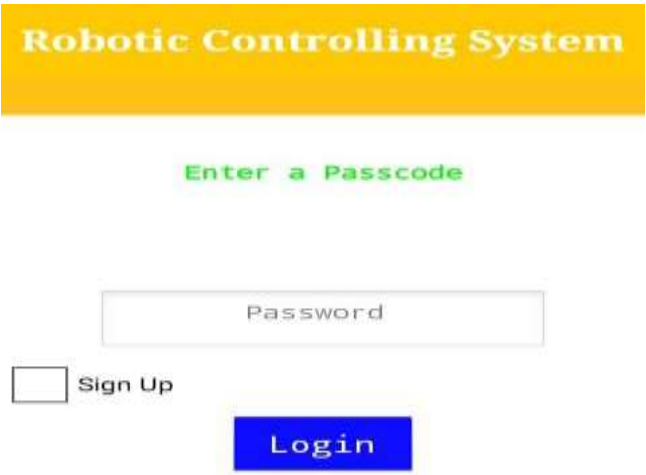 Robotic Controlling System
Enter a Passcode
Password
Sign Up
Login